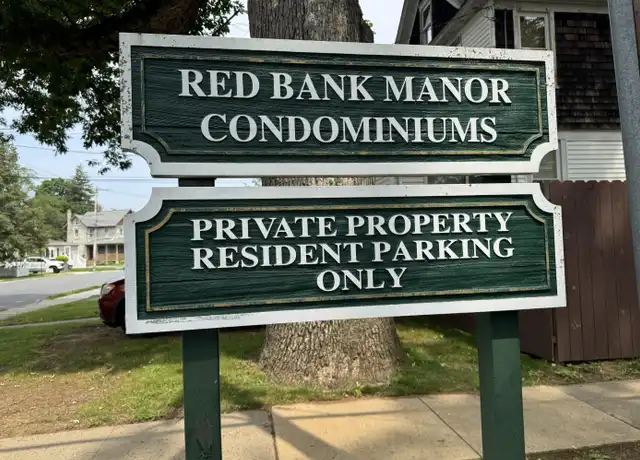 RED BANK MANOR
CONDOMINIUMS
PRIVATE PROPERTY
RESIDENT PARKING
ONLY